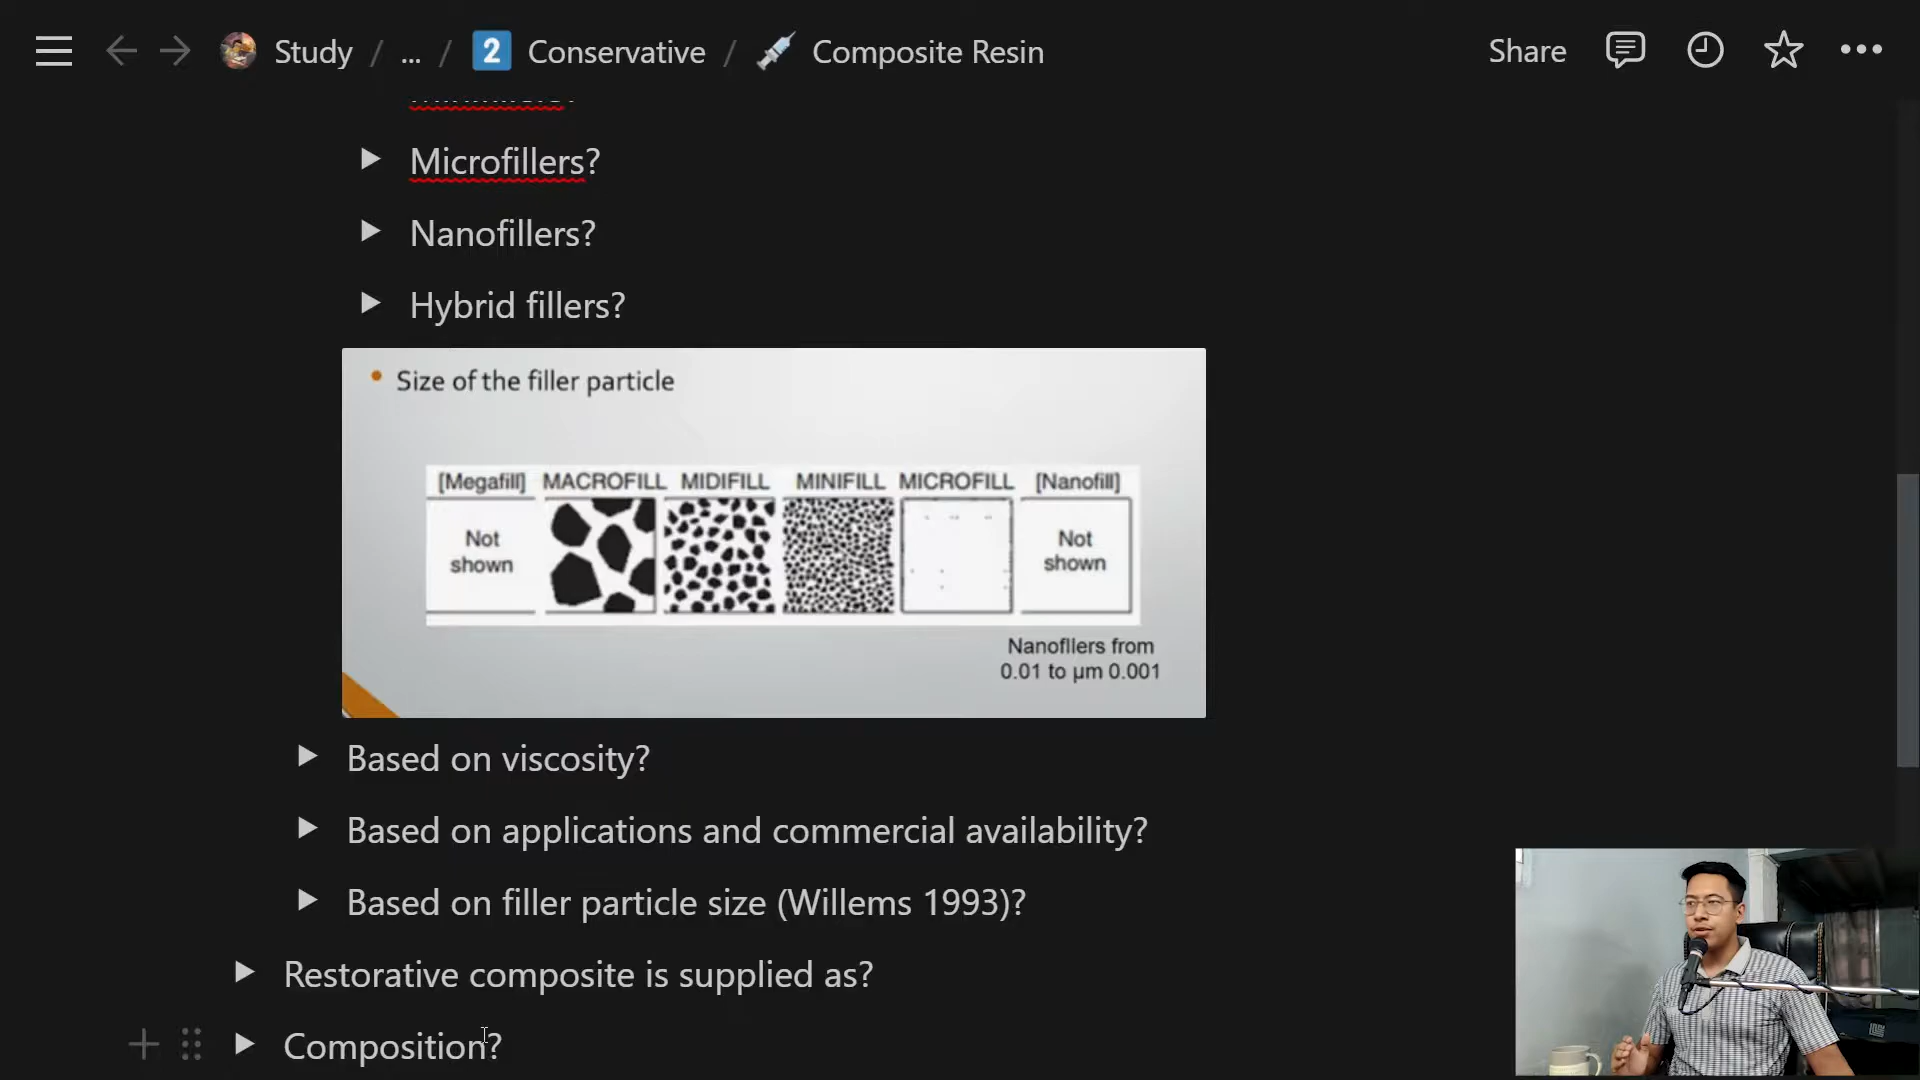 Study / ... / 2 Conservative / Composite Resin
Share
Microfillers?
Nanofillers?
Hybrid fillers?
Size of the filler particle
[Megafill] MACROFILL MIDIFILL MINIFILL MICROFILL [Nanofill]
Not shown
Not shown
Nanofllers from
0.01 to µm 0.001
Based on viscosity?
Based on applications and commercial availability?
Based on filler particle size (Willems 1993)?
Restorative composite is supplied as?
Composition?